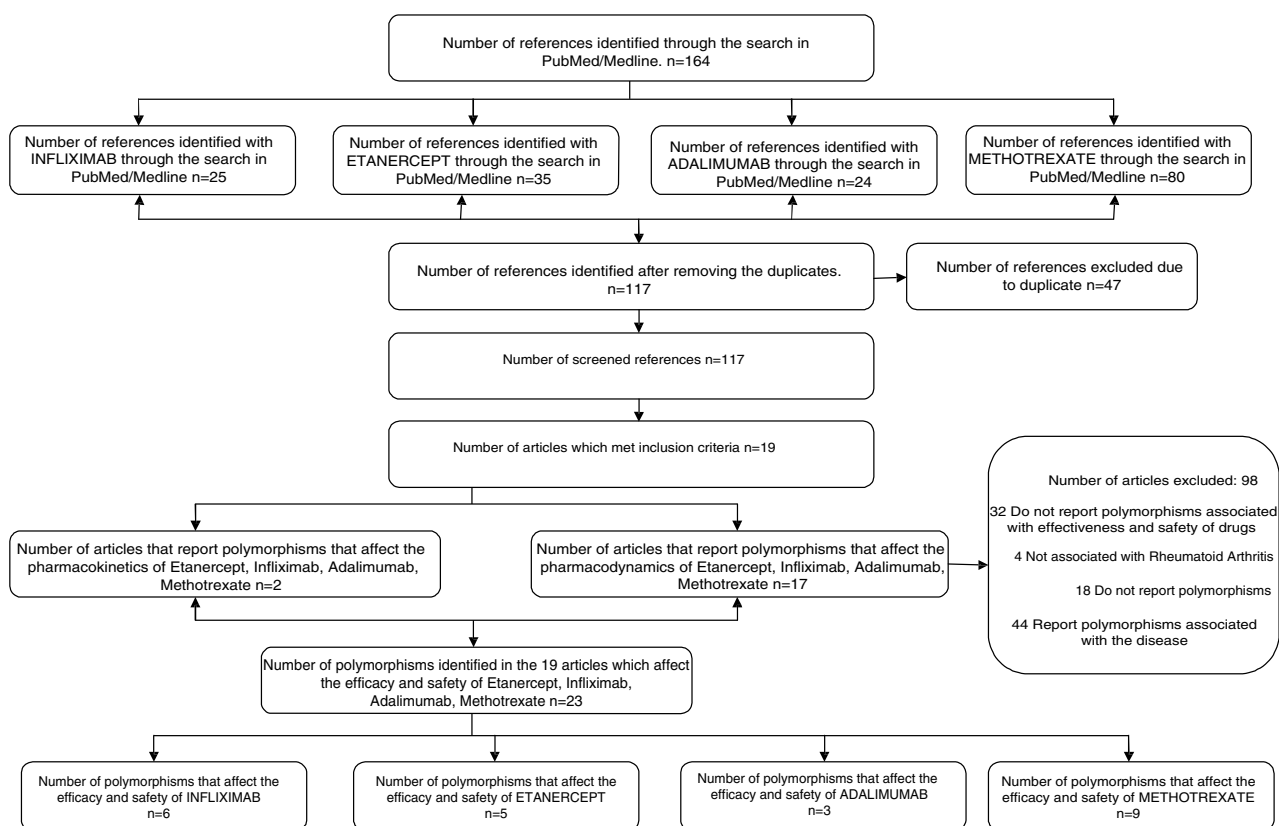 Number of references identified through the search in
PubMed/Medline. n=164
Number of references identified with
INFLIXIMAB through the search in
PubMed/Medline n=25
Number of references identified with
ETANERCEPT through the search in
PubMed/Medline n=35
Number of references identified with
ADALIMUMAB through the search in
PubMed/Medline n=24
Number of references identified with
METHOTREXATE through the search in
PubMed/Medline n=80
Number of references identified after removing the duplicates.
n=117
Number of references excluded due
to duplicate n=47
Number of screened references n=117
Number of articles which met inclusion criteria n=19
Number of articles excluded: 98
32 Do not report polymorphisms associated
with effectiveness and safety of drugs
4 Not associated with Rheumatoid Arthritis
18 Do not report polymorphisms
44 Report polymorphisms associated
with the disease
Number of articles that report polymorphisms that affect the
pharmacokinetics of Etanercept, Infliximab, Adalimumab,
Methotrexate n=2
Number of articles that report polymorphisms that affect the
pharmacodynamics of Etanercept, Infliximab, Adalimumab,
Methotrexate n=17
Number of polymorphisms identified in the 19 articles which affect
the efficacy and safety of Etanercept, Infliximab,
Adalimumab, Methotrexate n=23
Number of polymorphisms that affect the
efficacy and safety of INFLIXIMAB
n=6
Number of polymorphisms that affect the
efficacy and safety of ETANERCEPT
n=5
Number of polymorphisms that affect the
efficacy and safety of ADALIMUMAB
n=3
Number of polymorphisms that affect the
efficacy and safety of METHOTREXATE
n=9